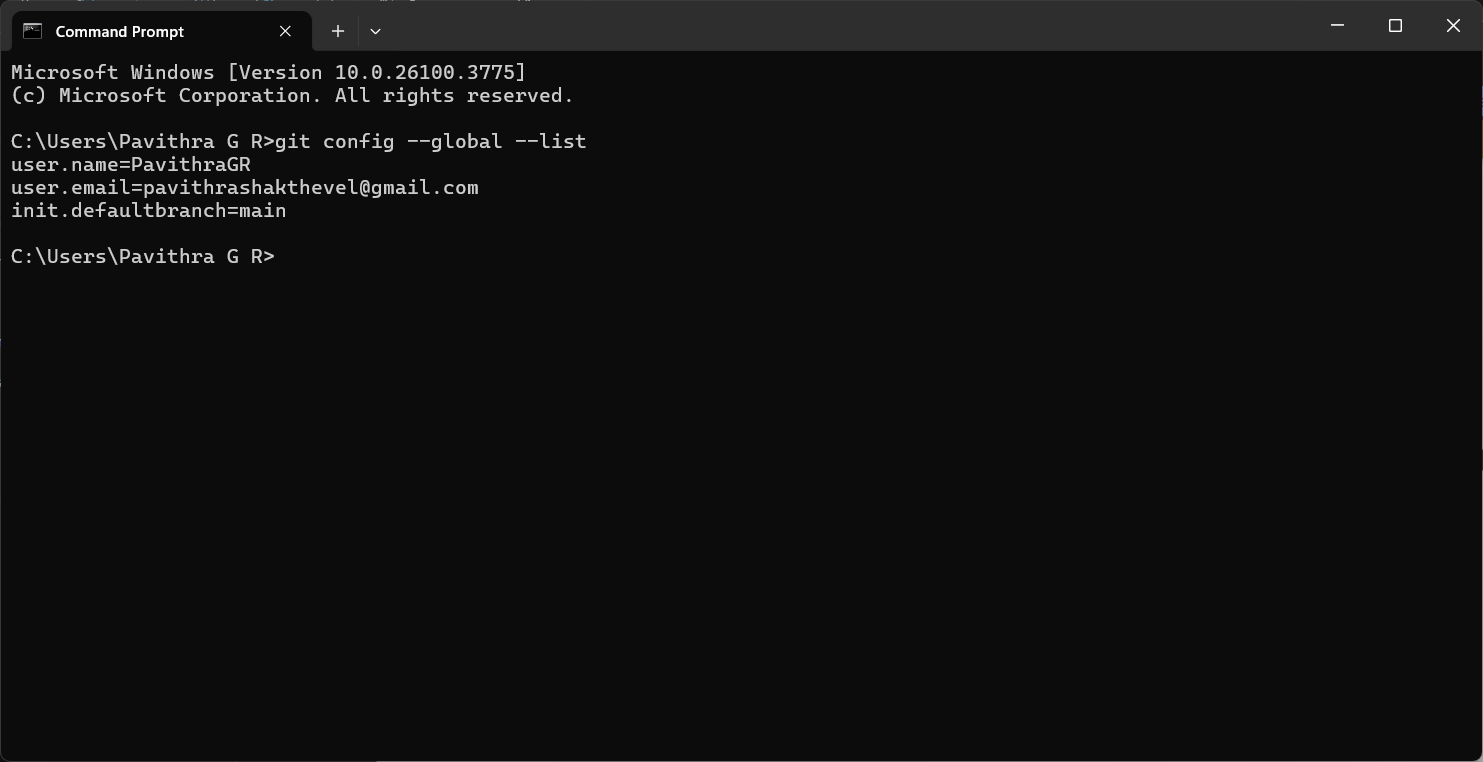 Command Prompt
Microsoft Windows [Version 10.0.26100.3775]
(c) Microsoft Corporation. All rights reserved.
C:\Users\Pavithra G R>git config --global --list
user.name=PavithraGR
user.email=pavithrashakthevel@gmail.com
init.defaultbranch=main
C:\Users\Pavithra G R>